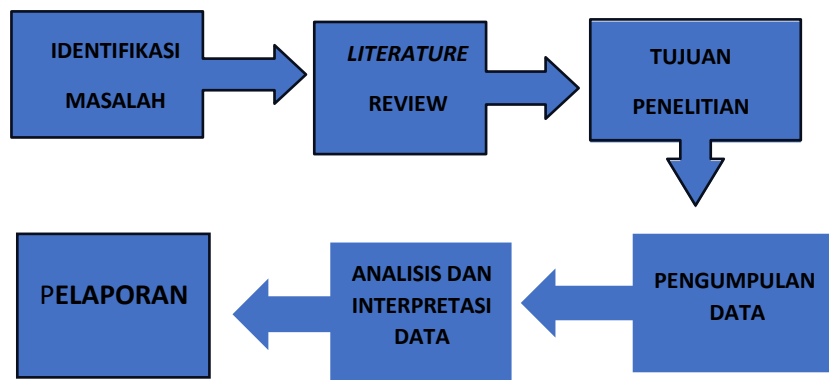 IDENTIFIKASI
MASALAH
LITERATURE
REVIEW
TUJUAN
PENELITIAN
PENGUMPULAN
DATA
ANALISIS DAN
INTERPRETASI
DATA
PELAPORAN